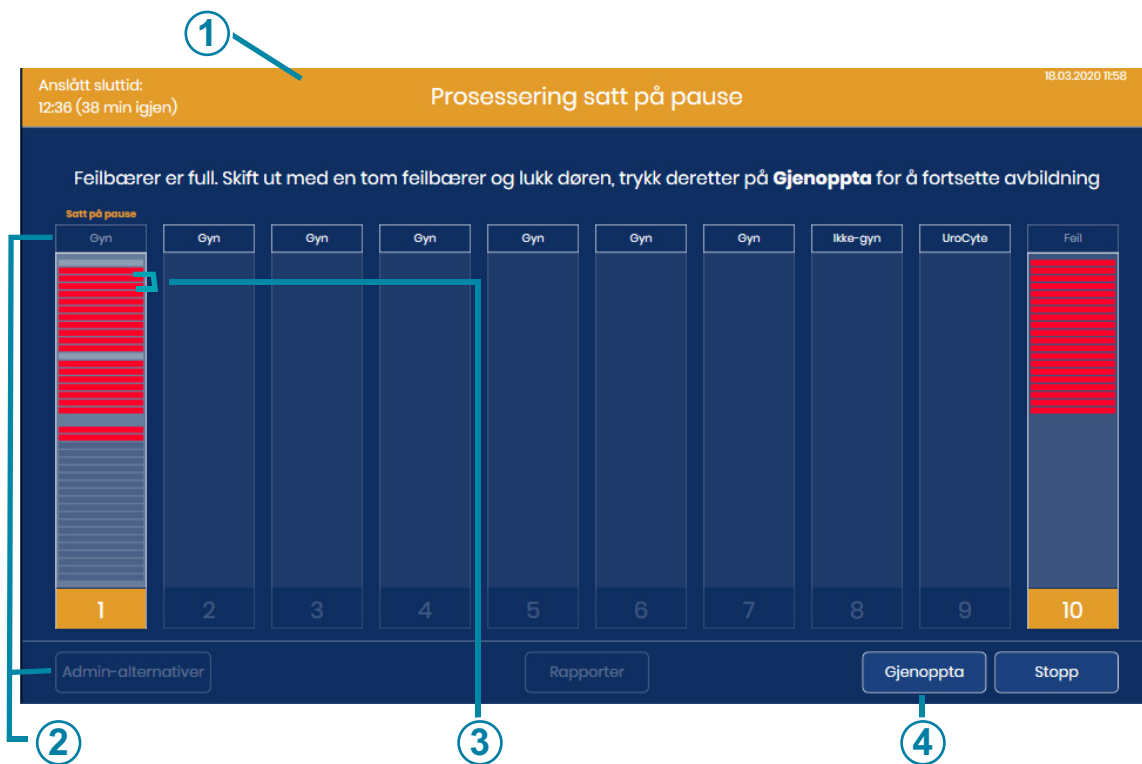 1
Anslått sluttid:
12:36 (38 min igjen)
Prosessering satt på pause
18.03.2020 11:58
Feilbærer er full. Skift ut med en tom feilbærer og lukk døren, trykk deretter på Gjenoppta for å fortsette avbildning
Satt på pause
Gyn Gyn Gyn Gyn Gyn Gyn Gyn Ikke-gyn UroCyte Feil
1 2 3 4 5 6 7 8 9 10
Admin-alternativer Rapporter Gjenoppta Stopp
2 3 4